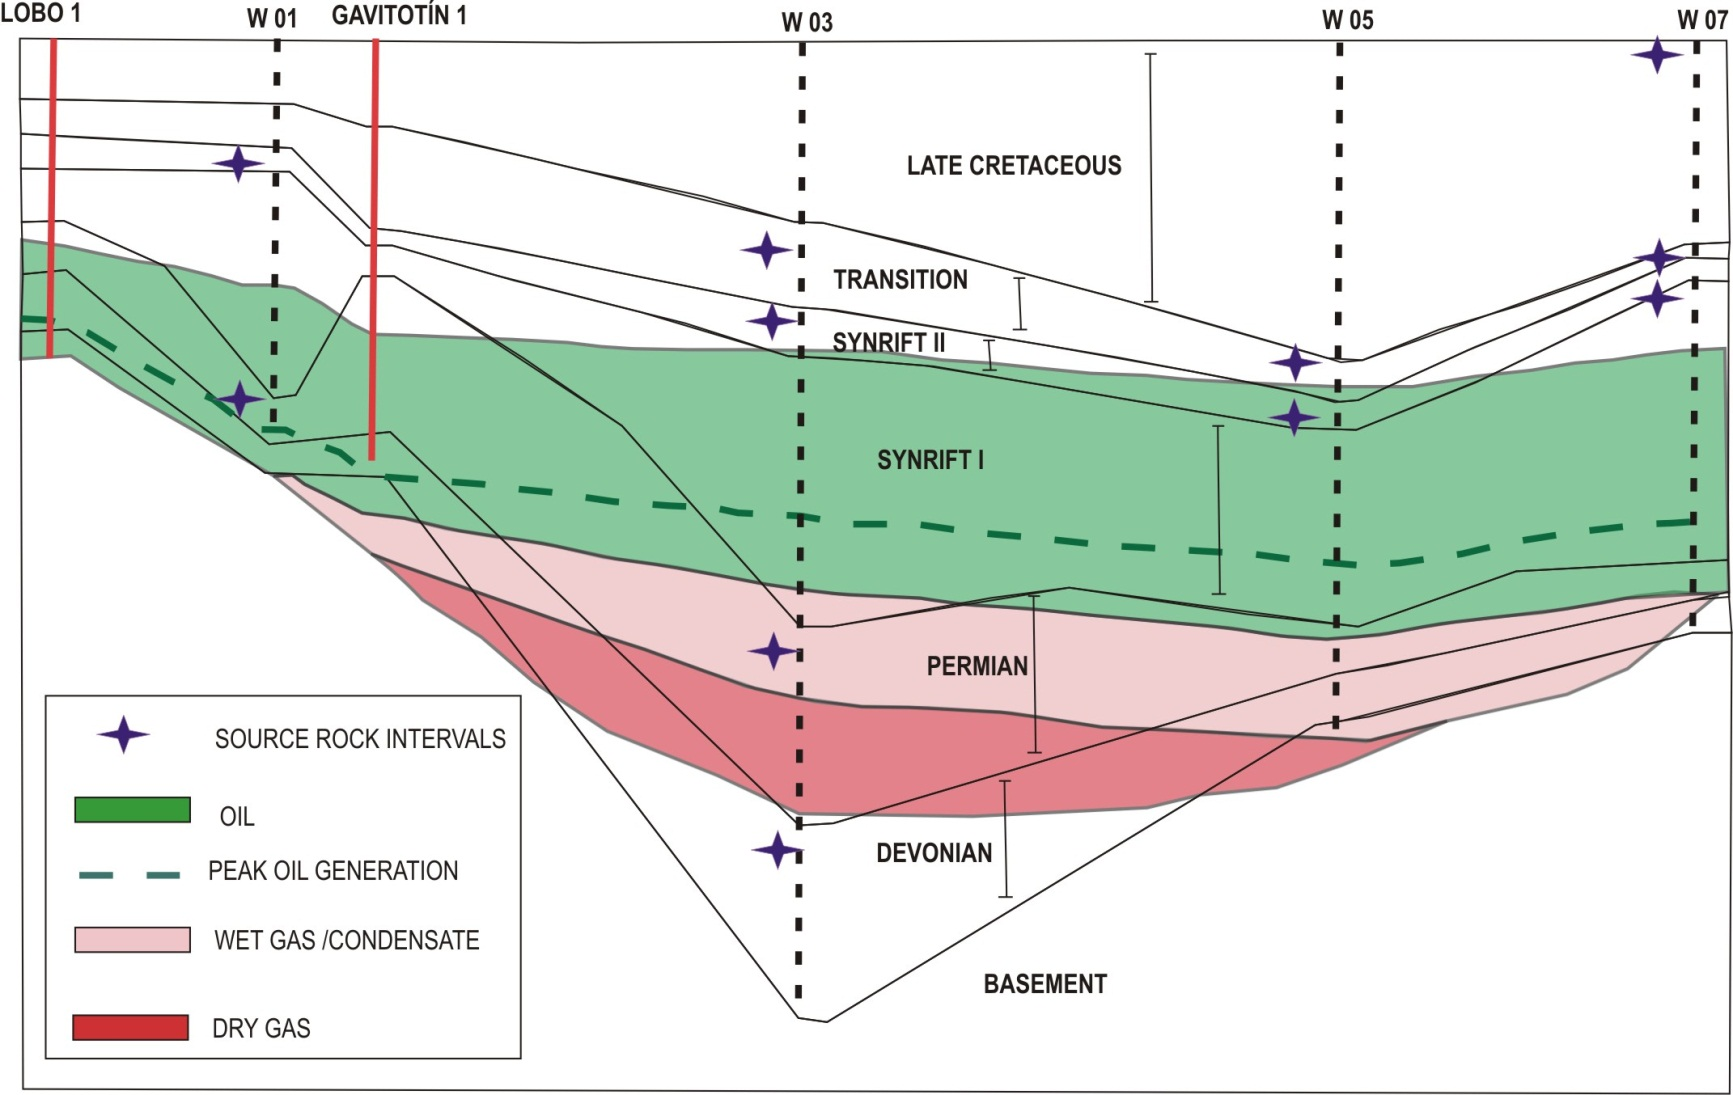 LOBO 1
W 01
GAVITOTÍN 1
W 03
W 05
W 07
LATE CRETACEOUS
TRANSITION
SYNRIFT II
SYNRIFT I
PERMIAN
DEVONIAN
BASEMENT
SOURCE ROCK INTERVALS
OIL
PEAK OIL GENERATION
WET GAS /CONDENSATE
DRY GAS